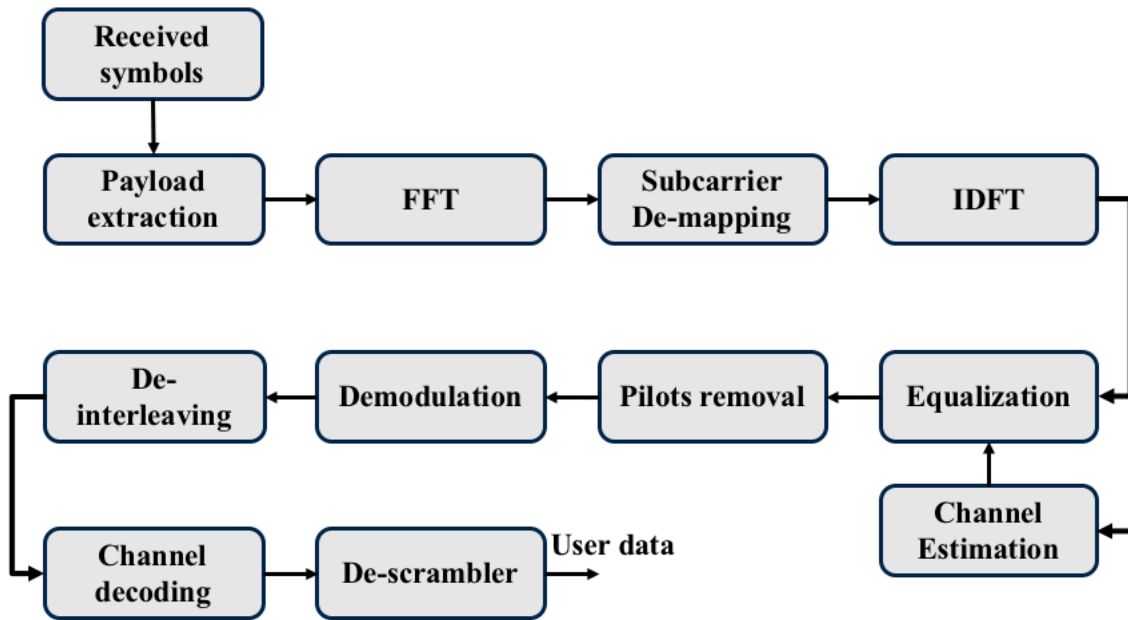 Received
symbols
Payload
extraction
FFT
Subcarrier
De-mapping
IDFT
Equalization
Channel
Estimation
Pilots removal
Demodulation
De-
interleaving
Channel
decoding
De-scrambler
User data